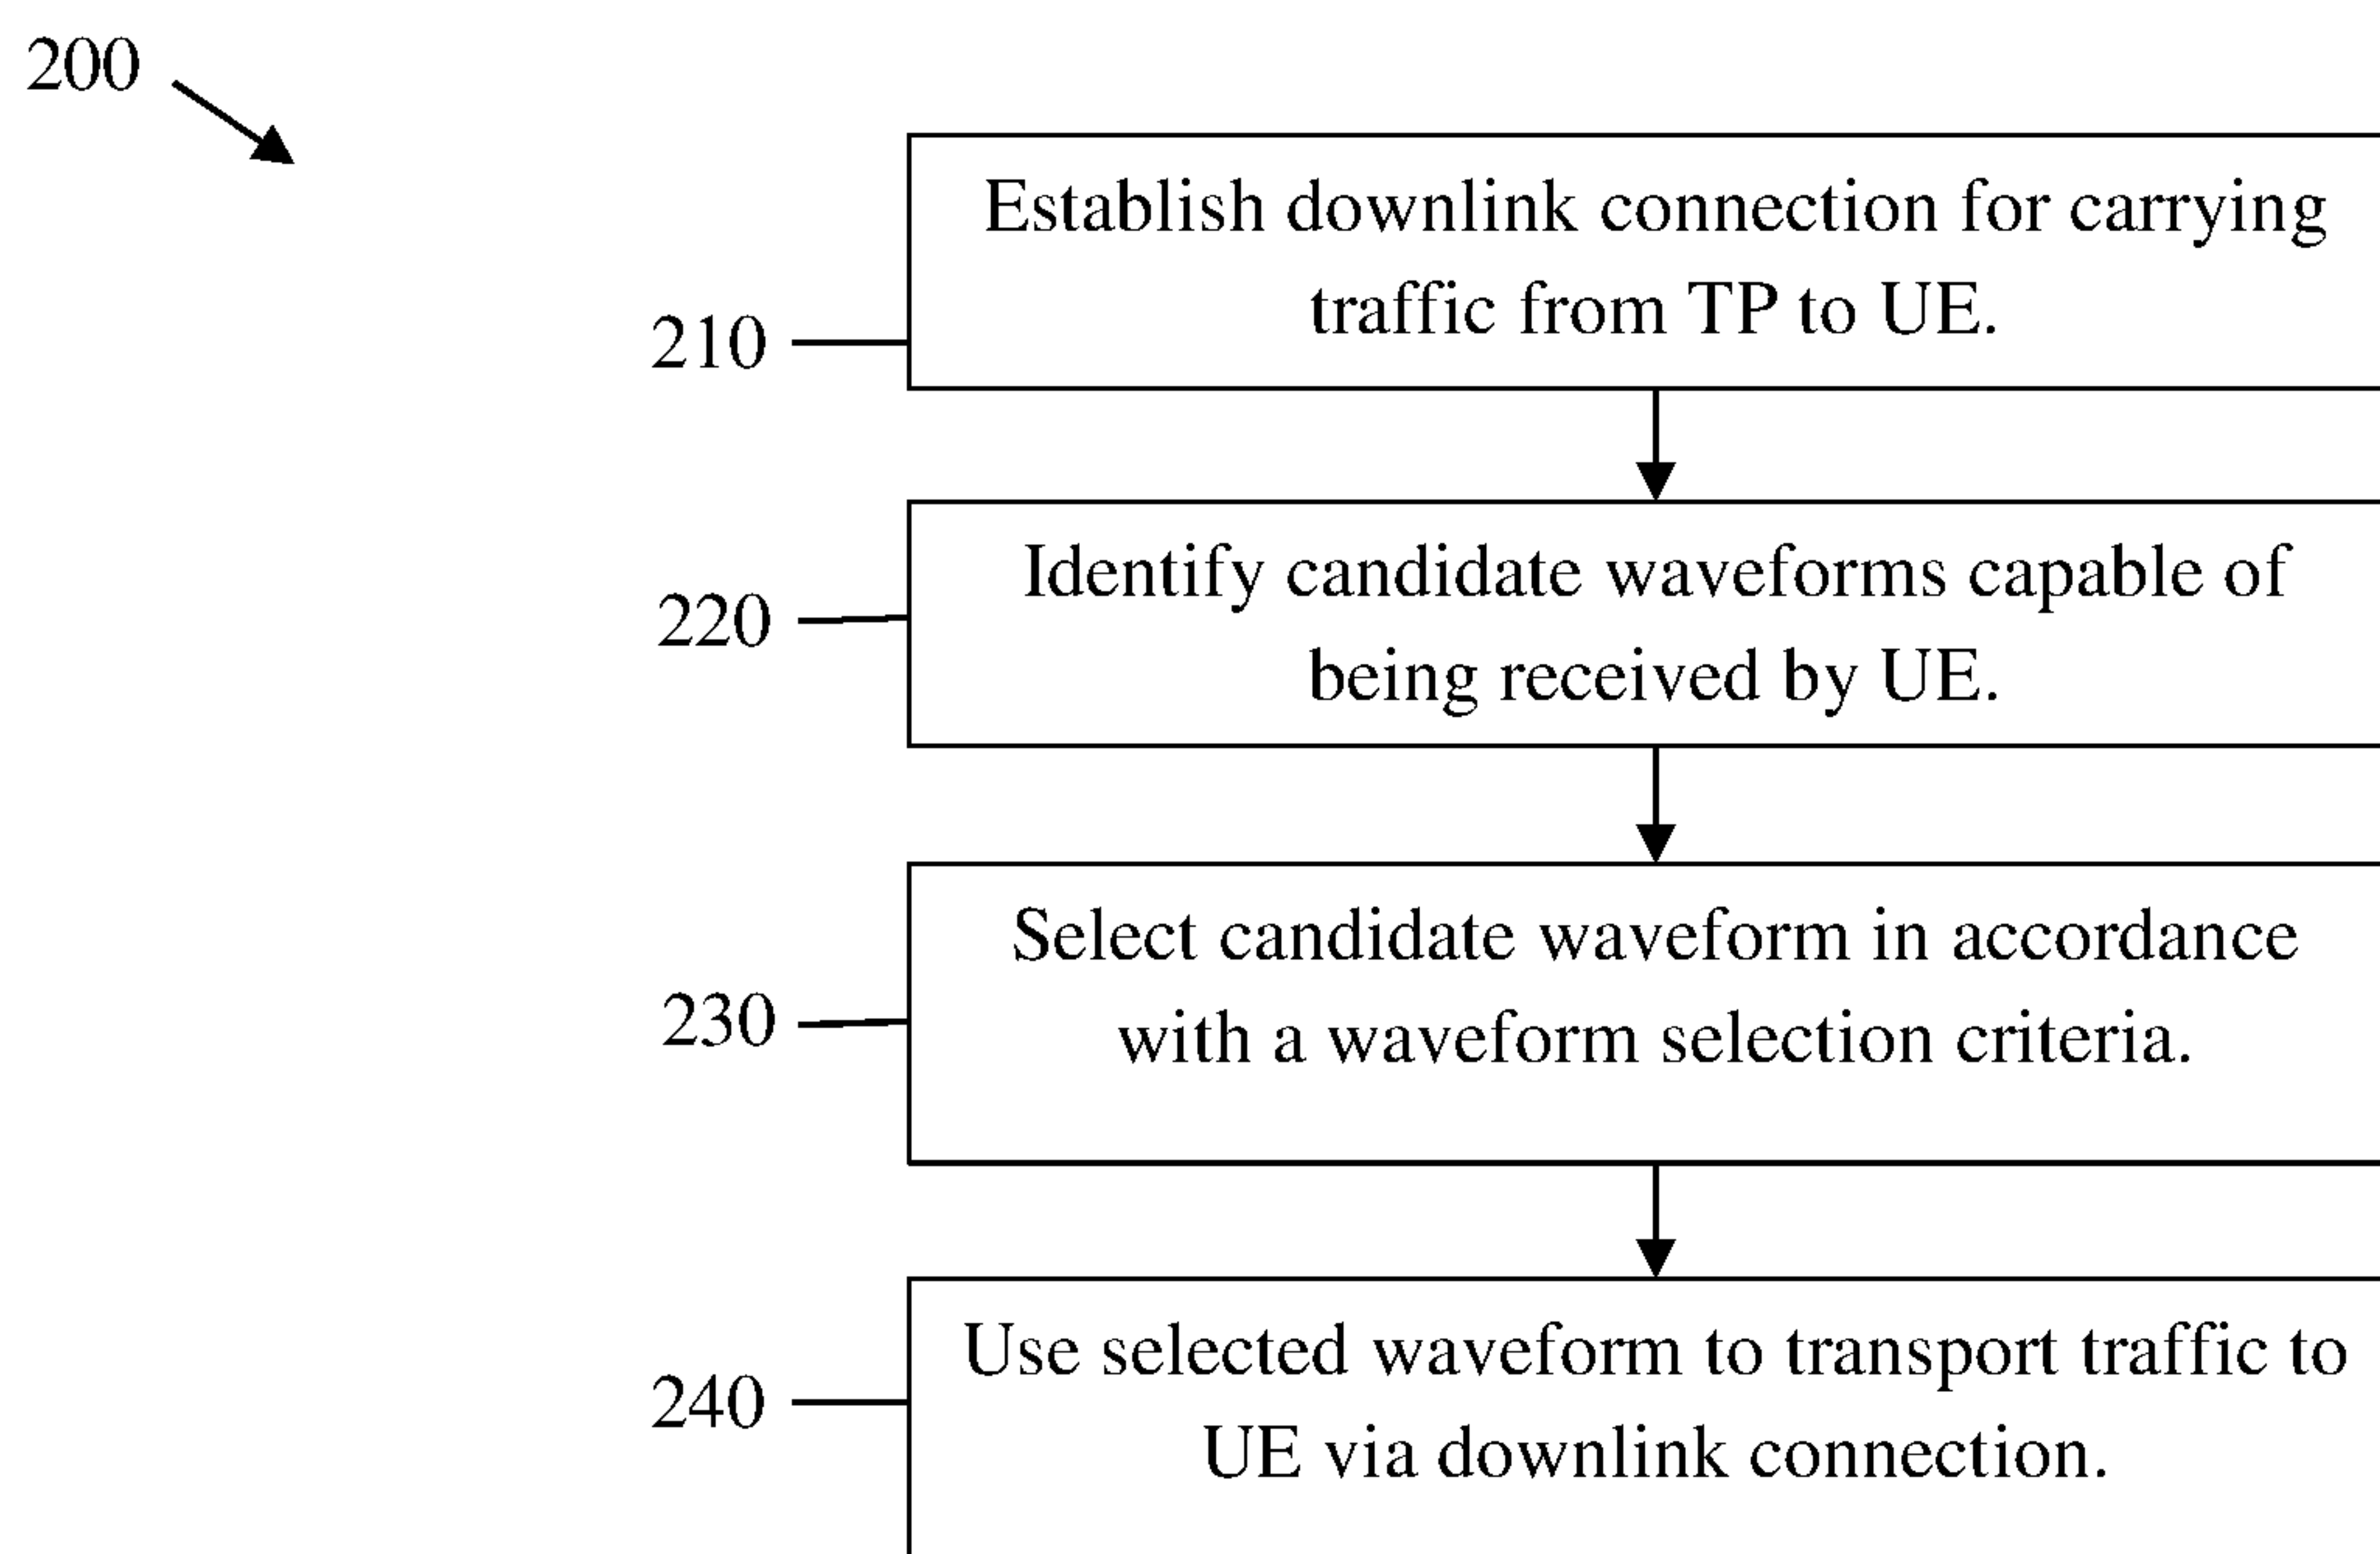 200
Establish downlink connection for carrying
traffic from TP to UE.
210
Identify candidate waveforms capable of
being received by UE.
220
Select candidate waveform in accordance
with a waveform selection criteria.
230
Use selected waveform to transport traffic to
UE via downlink connection.
240